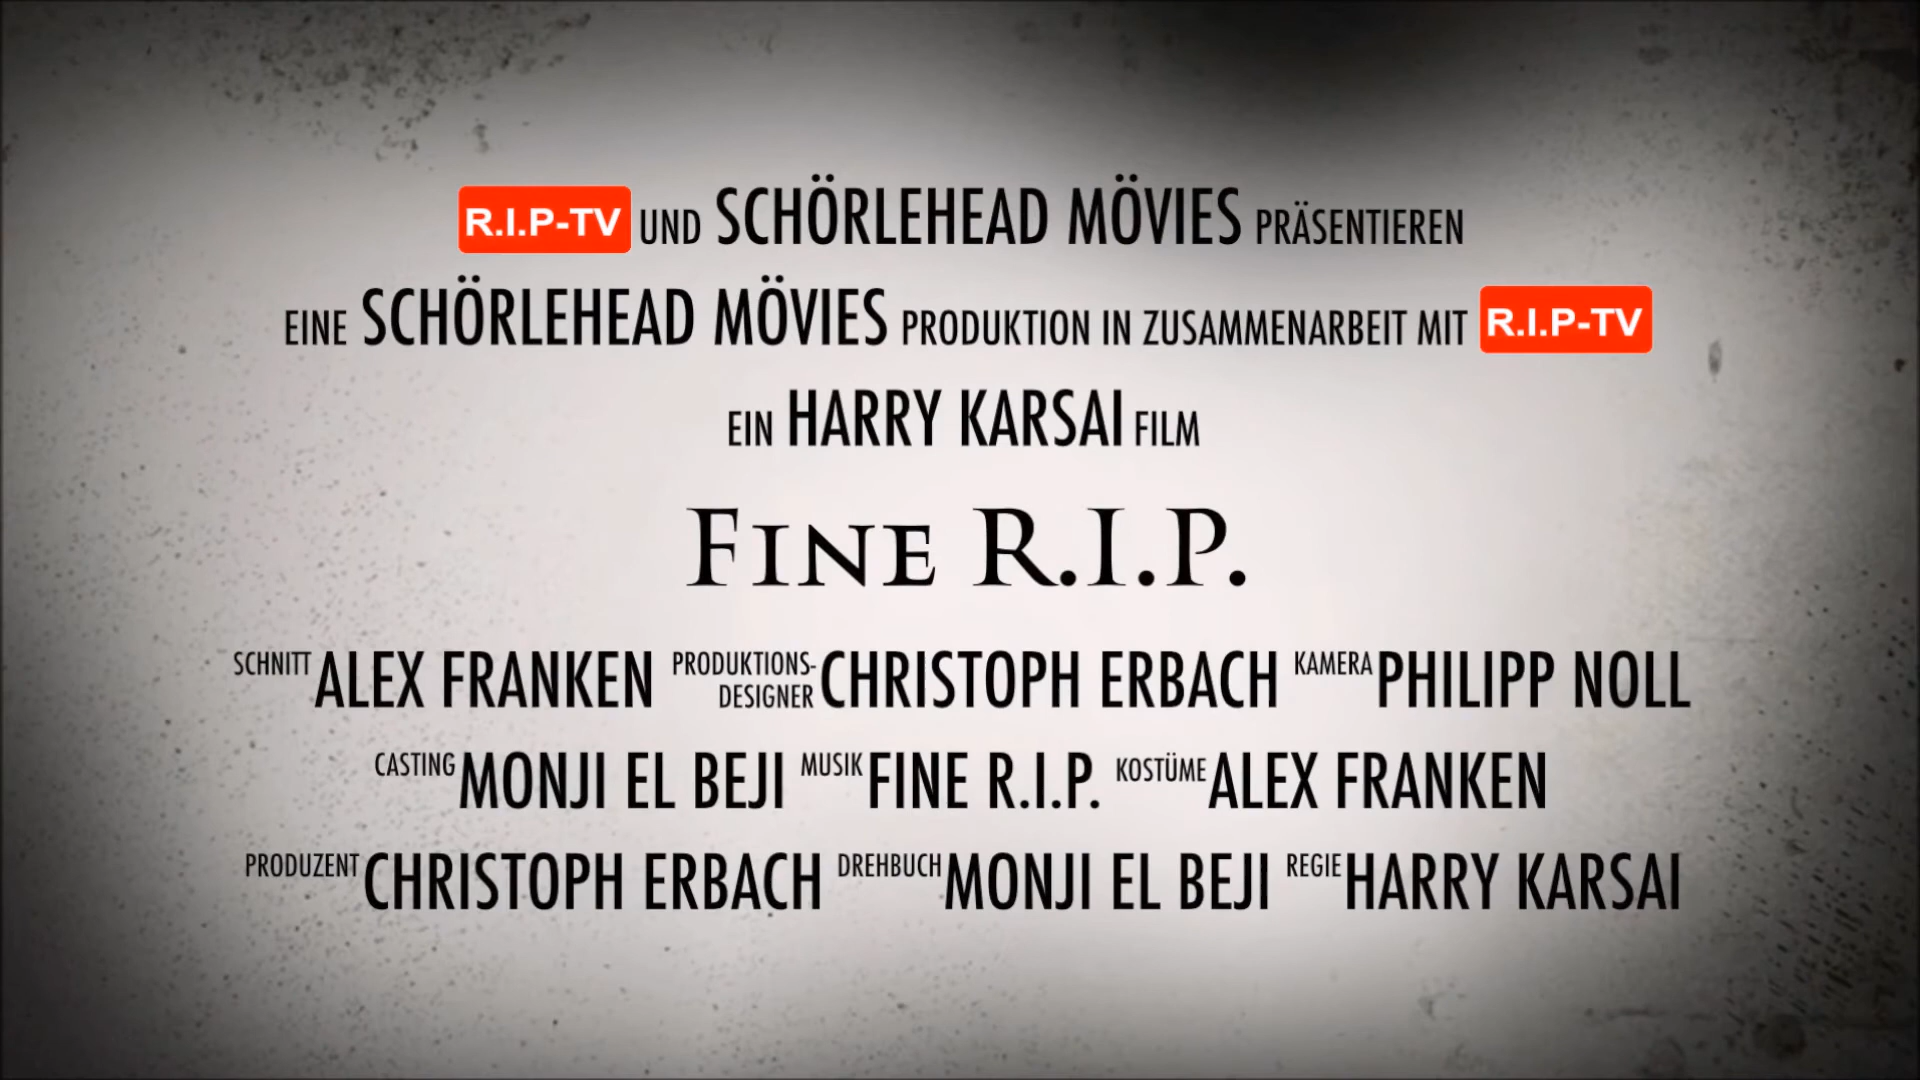 R.I.P-TV UND SCHÖRLEHEAD MÖVIES PRÄSENTIEREN
EINE SCHÖRLEHEAD MÖVIES PRODUKTION IN ZUSAMMENARBEIT MIT R.I.P-TV
EIN HARRY KARSAI FILM
FINE R.I.P.
SCHNITT ALEX FRANKEN PRODUKTIONS-DESIGNER CHRISTOPH ERBACH KAMERA PHILIPP NOLL
CASTING MONJI EL BEJI MUSIK FINE R.I.P. KOSTÜME ALEX FRANKEN
PRODUZENT CHRISTOPH ERBACH DREHBUCH MONJI EL BEJI REGIE HARRY KARSAI